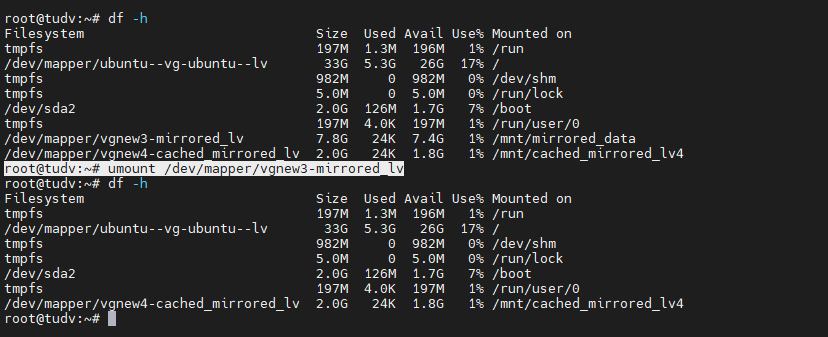 root@tudv:~# df -h
Filesystem                           Size  Used Avail Use% Mounted on
tmpfs                                197M  1.3M  196M   1% /run
/dev/mapper/ubuntu--vg-ubuntu--lv     33G  5.3G   26G  17% /
tmpfs                                982M     0  982M   0% /dev/shm
tmpfs                                5.0M     0  5.0M   0% /run/lock
/dev/sda2                            2.0G  126M  1.7G   7% /boot
tmpfs                                197M  4.0K  197M   1% /run/user/0
/dev/mapper/vgnew3-mirrored_lv       7.8G   24K  7.4G   1% /mnt/mirrored_data
/dev/mapper/vgnew4-cached_mirrored_lv  2.0G   24K  1.8G   1% /mnt/cached_mirrored_lv4
root@tudv:~# umount /dev/mapper/vgnew3-mirrored_lv
root@tudv:~# df -h
Filesystem                           Size  Used Avail Use% Mounted on
tmpfs                                197M  1.3M  196M   1% /run
/dev/mapper/ubuntu--vg-ubuntu--lv     33G  5.3G   26G  17% /
tmpfs                                982M     0  982M   0% /dev/shm
tmpfs                                5.0M     0  5.0M   0% /run/lock
/dev/sda2                            2.0G  126M  1.7G   7% /boot
tmpfs                                197M  4.0K  197M   1% /run/user/0
/dev/mapper/vgnew4-cached_mirrored_lv  2.0G   24K  1.8G   1% /mnt/cached_mirrored_lv4
root@tudv:~#